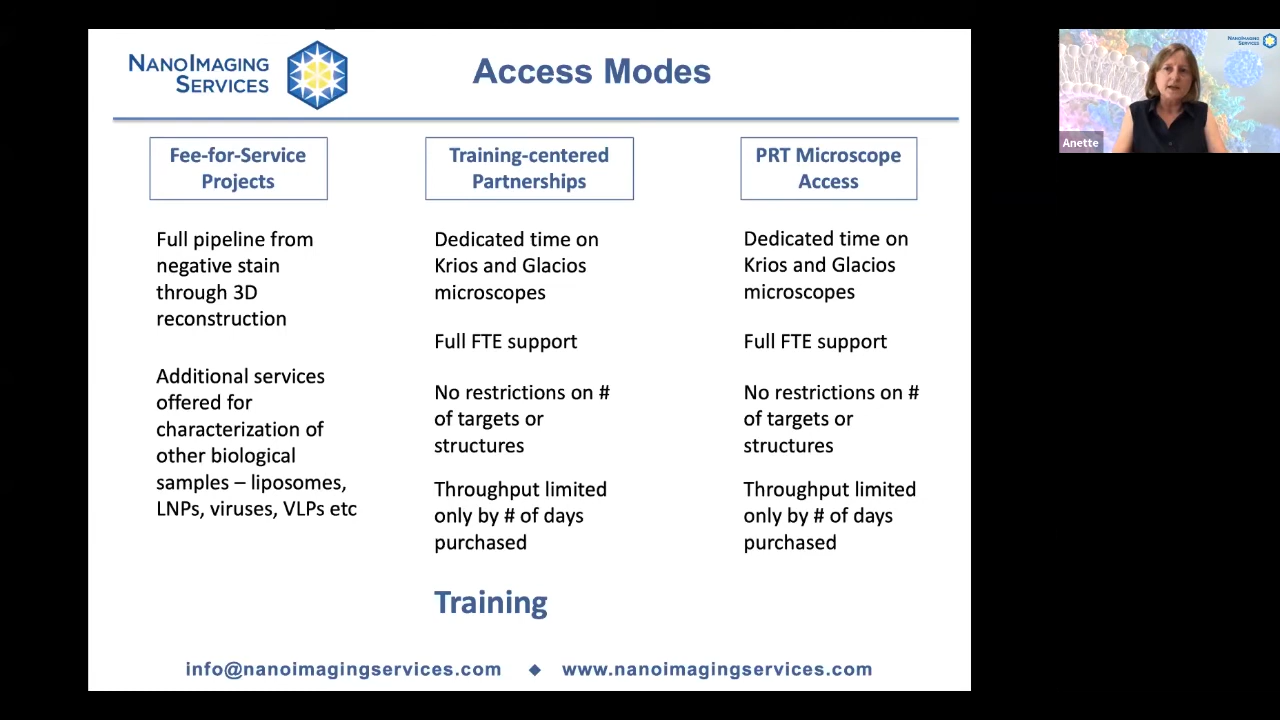 NanoImaging
Services
Access Modes
Fee-for-Service
Projects
Full pipeline from
negative stain
through 3D
reconstruction
Additional services
offered for
characterization of
other biological
samples – liposomes,
LNPs, viruses, VLPs etc
Training-centered
Partnerships
Dedicated time on
Krios and Glacios
microscopes
Full FTE support
No restrictions on #
of targets or
structures
Throughput limited
only by # of days
purchased
Training
PRT Microscope
Access
Dedicated time on
Krios and Glacios
microscopes
Full FTE support
No restrictions on #
of targets or
structures
Throughput limited
only by # of days
purchased
info@nanoimagingservices.com ◆ www.nanoimagingservices.com
NanoImaging
Services
Anette